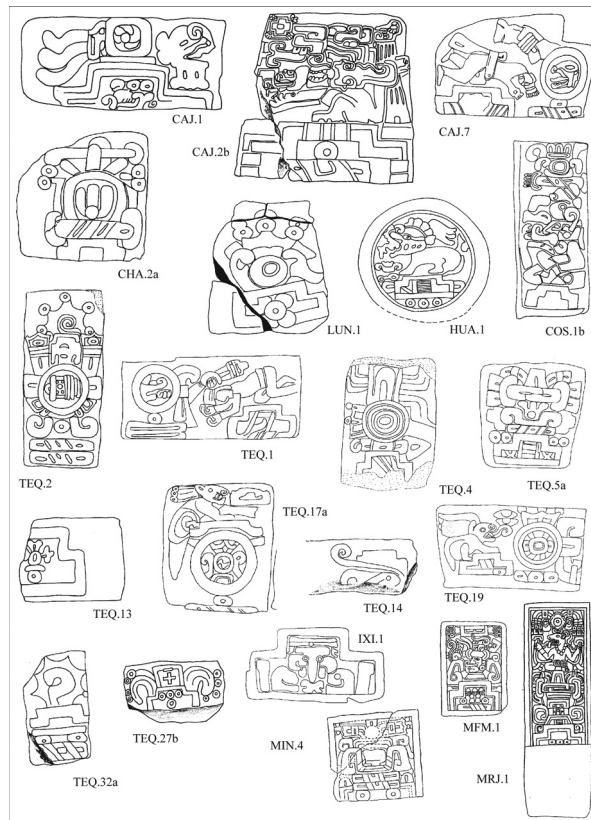 CAJ.1
CAJ.2b
CAJ.7
CHA.2a
LUN.1
HUA.1
COS.1b
TEQ.2
TEQ.1
TEQ.4
TEQ.5a
TEQ.17a
TEQ.13
TEQ.14
TEQ.19
IXI.1
TEQ.32a
TEQ.27b
MIN.4
MFM.1
MRJ.1